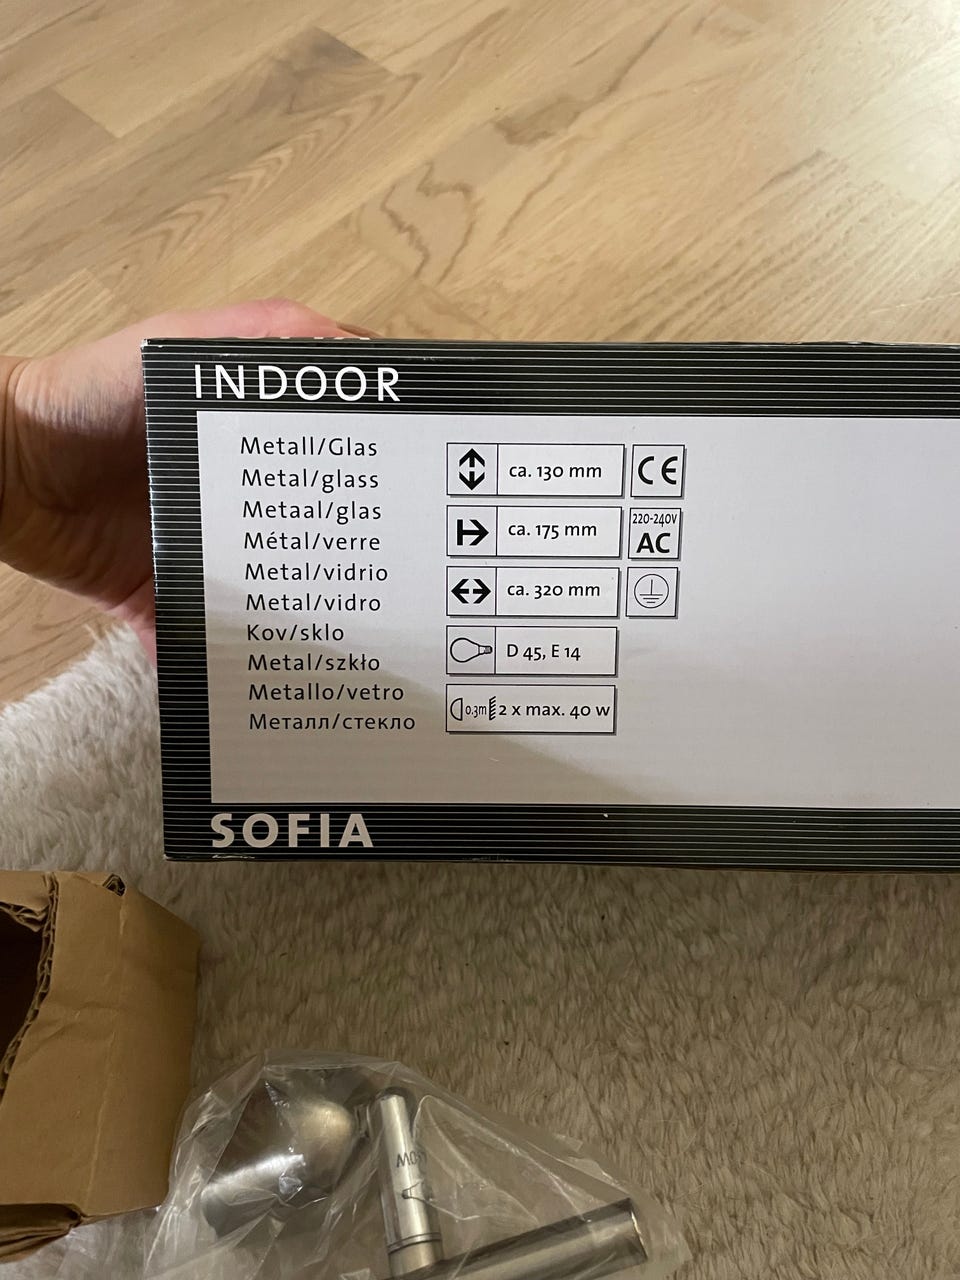 INDOOR
Metall/Glas
Metal/glass
Metaal/glas
Métal/verre
Metal/vidrio
Metal/vidro
Kov/sklo
Metal/szkło
Metallo/vetro
Металл/стекло
ca. 130 mm
CE
ca. 175 mm
220-240V
AC
ca. 320 mm
D 45, E 14
0.3m 2 x max. 40 w
SOFIA